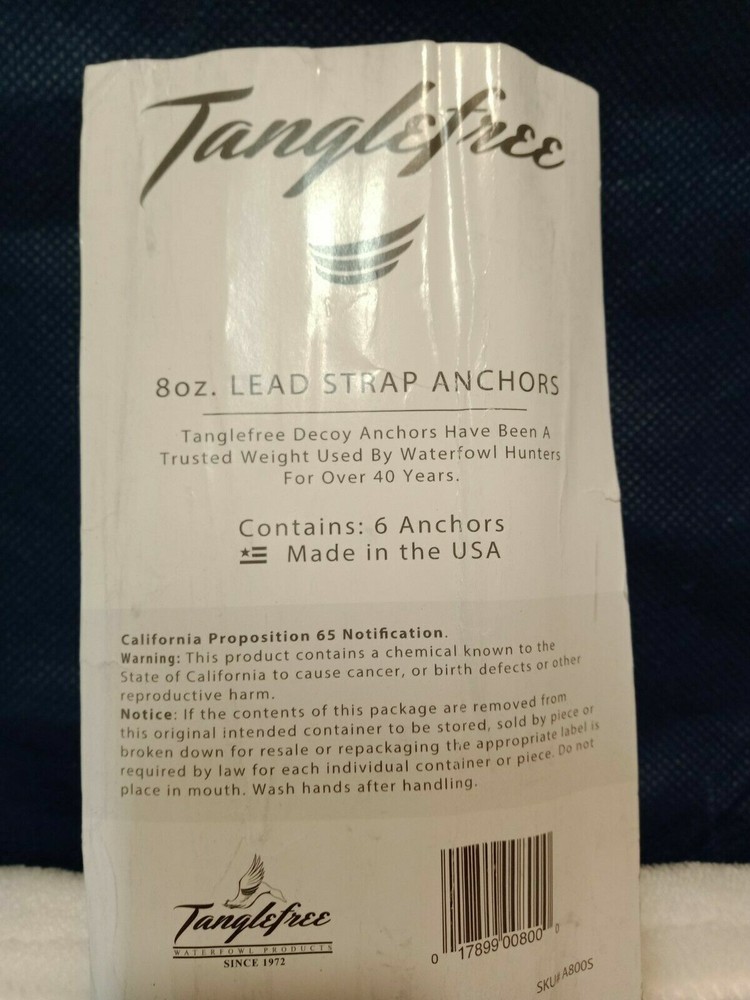 Tanglefree
8oz. LEAD STRAP ANCHORS
Tanglefree Decoy Anchors Have Been A
Trusted Weight Used By Waterfowl Hunters
For Over 40 Years.
Contains: 6 Anchors
Made in the USA
California Proposition 65 Notification.
Warning: This product contains a chemical known to the
State of California to cause cancer, or birth defects or other
reproductive harm.
Notice: If the contents of this package are removed from
this original intended container to be stored, sold by piece or
broken down for resale or repackaging the appropriate label is
required by law for each individual container or piece. Do not
place in mouth. Wash hands after handling.
Tanglefree
WATERFOWL PRODUCTS
SINCE 1972
0 17899 00800 0
SKU# A800S